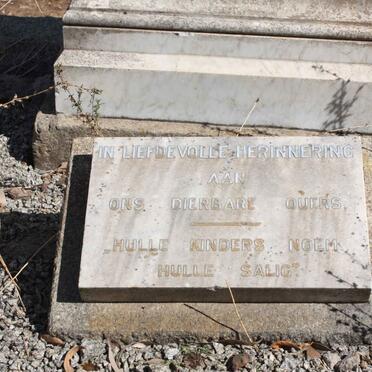 IN LIEFDEVOLLE HERINNERING
AAN
ONS DIERBARE OUERS.
"HULLE KINDERS NOEM
HULLE SALIG"